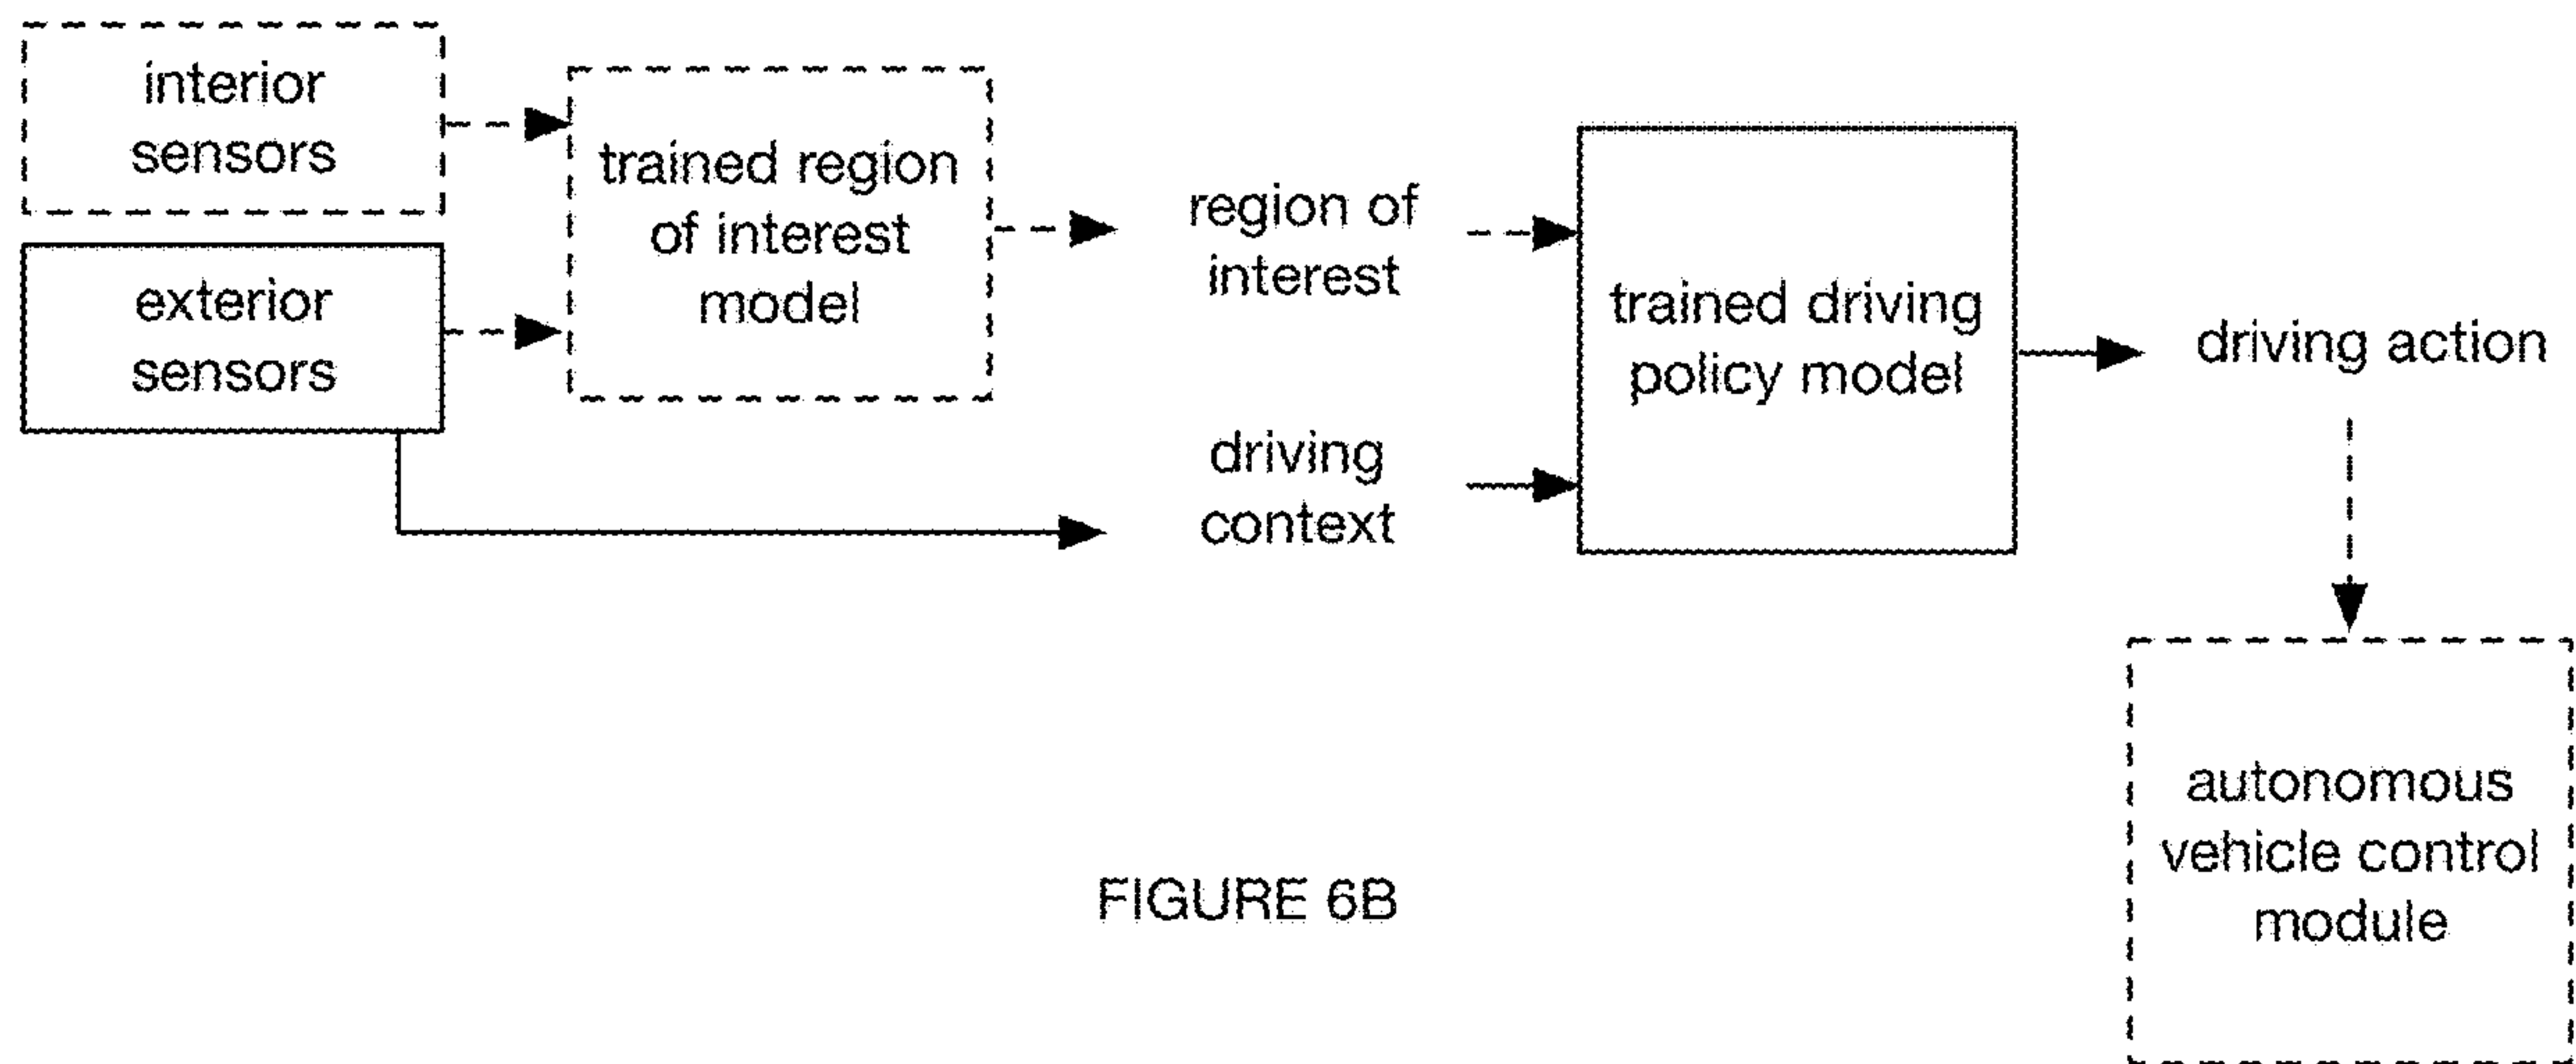 interior
sensors
exterior
sensors
trained region
of interest
model
region of
interest
driving
context
trained driving
policy model
driving action
autonomous
vehicle control
module
FIGURE 6B